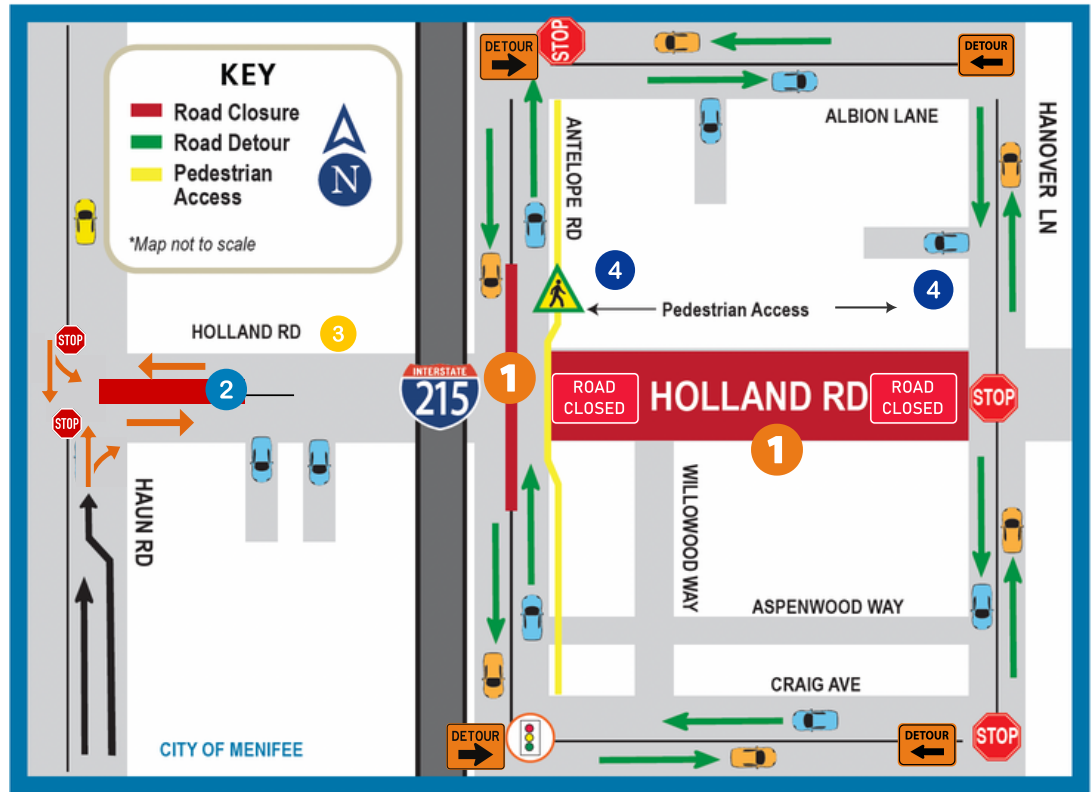 KEY
Road Closure
Road Detour
Pedestrian
Access
N
*Map not to scale
DETOUR
STOP
DETOUR
ALBION LANE
HANOVER LN
ANTELOPE RD
4
4
Pedestrian Access
HOLLAND RD
3
STOP
2
STOP
INTERSTATE
215
1
ROAD
CLOSED
HOLLAND RD
ROAD
CLOSED
STOP
1
HAUN RD
WILLOWOOD WAY
ASPENWOOD WAY
CRAIG AVE
CITY OF MENIFEE
DETOUR
DETOUR
STOP